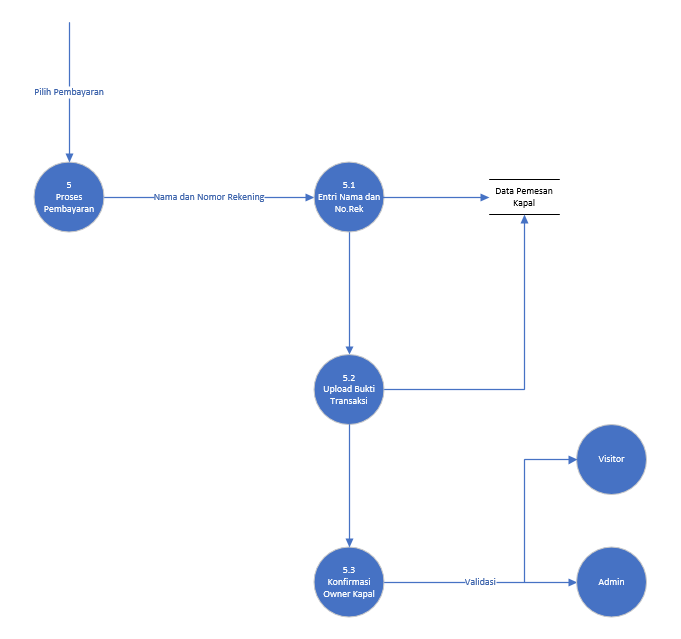 Pilih Pembayaran
5
Proses
Pembayaran
Nama dan Nomor Rekening
5.1
Entri Nama dan
No.Rek
Data Pemesan
Kapal
5.2
Upload Bukti
Transaksi
Visitor
5.3
Konfirmasi
Owner Kapal
Validasi
Admin